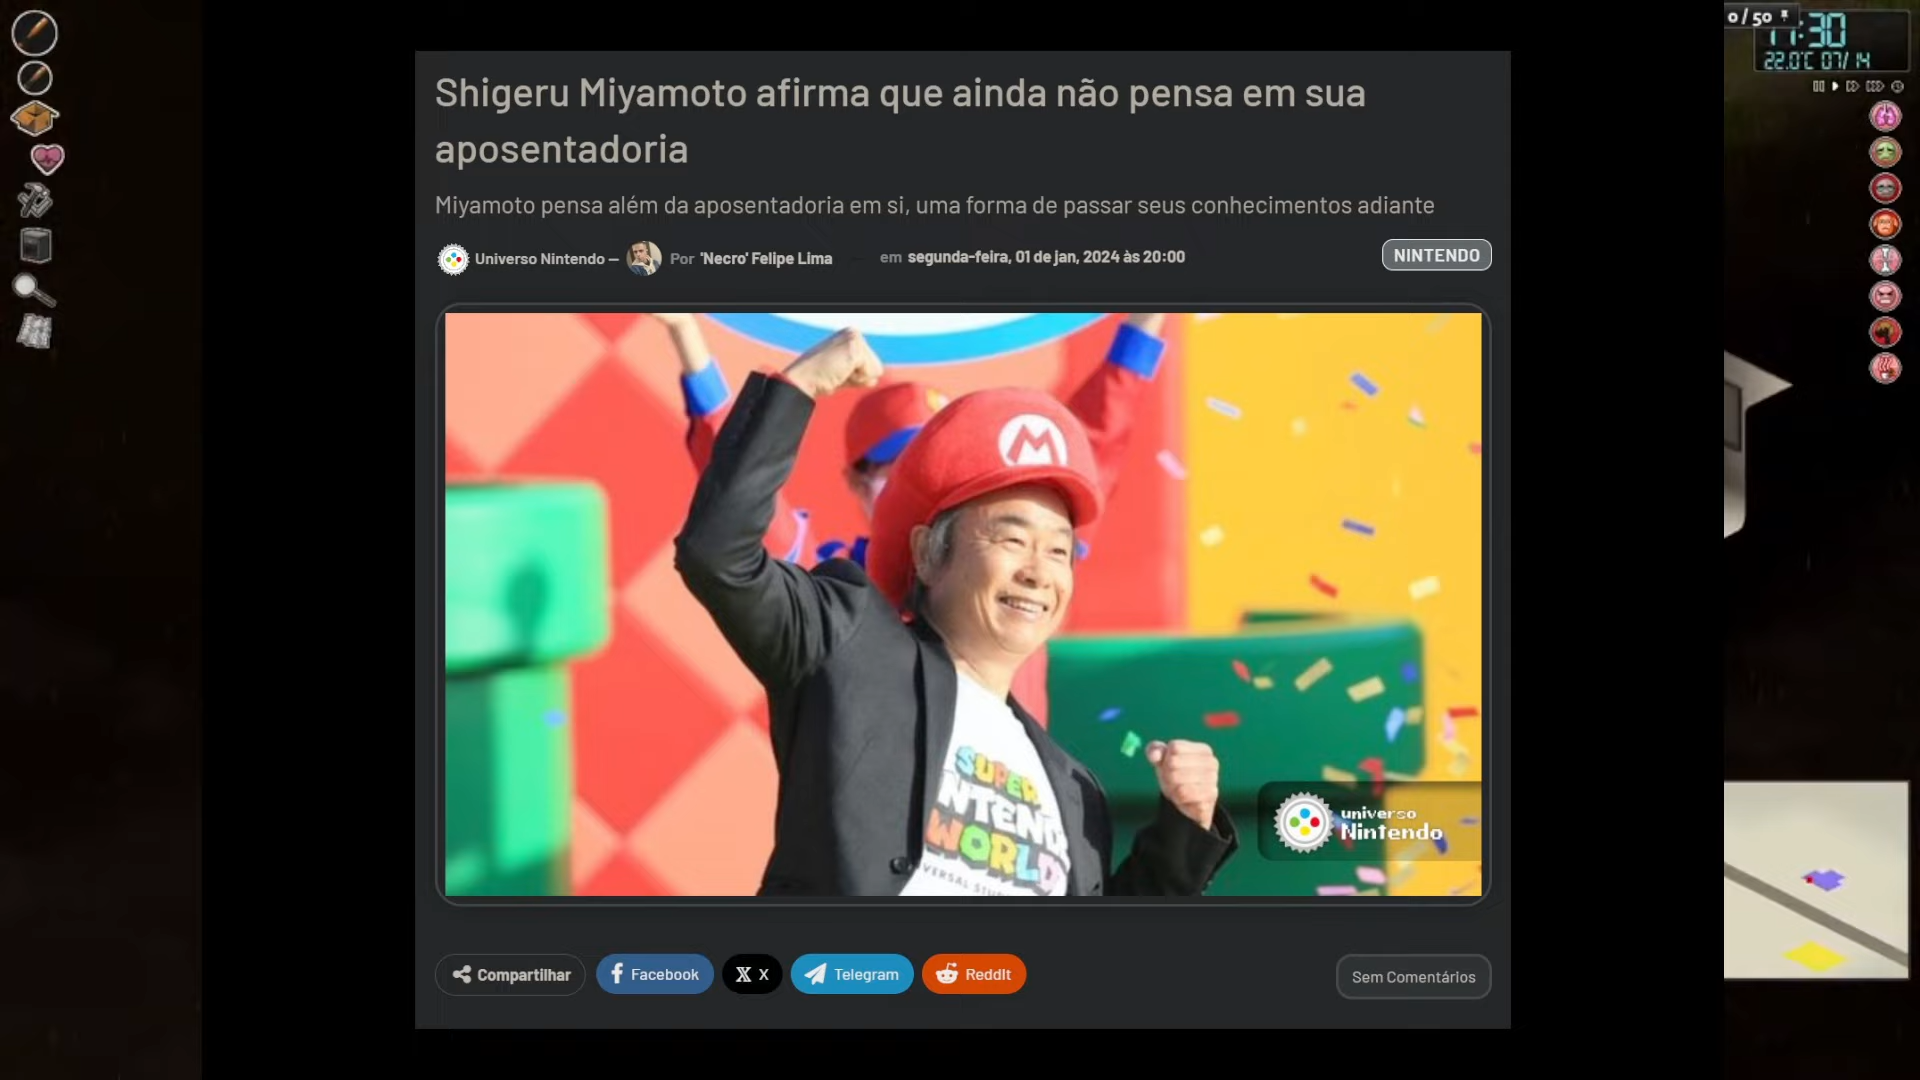 0/50
11:30
22.0°C 07/14
Shigeru Miyamoto afirma que ainda não pensa em sua
aposentadoria
Miyamoto pensa além da aposentadoria em si, uma forma de passar seus conhecimentos adiante
Universo Nintendo — Por 'Necro' Felipe Lima — em segunda-feira, 01 de jan, 2024 às 20:00
NINTENDO
M
SUPER
NINTENDO
WORLD
universo
Nintendo
Compartilhar
Facebook
X
Telegram
ReddIt
Sem Comentários